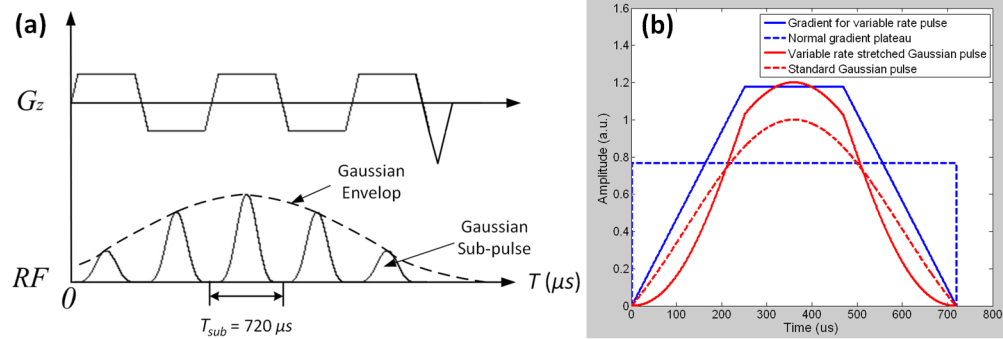 (a)
Gz
Gaussian
Envelop
Gaussian
Sub-pulse
RF
0
T (μs)
Tsub = 720 μs
(b)
Gradient for variable rate pulse
Normal gradient plateau
Variable rate stretched Gaussian pulse
Standard Gaussian pulse
Amplitude (a.u.)
1.6
1.4
1.2
1
0.8
0.6
0.4
0.2
0
0 100 200 300 400 500 600 700 800
Time (us)